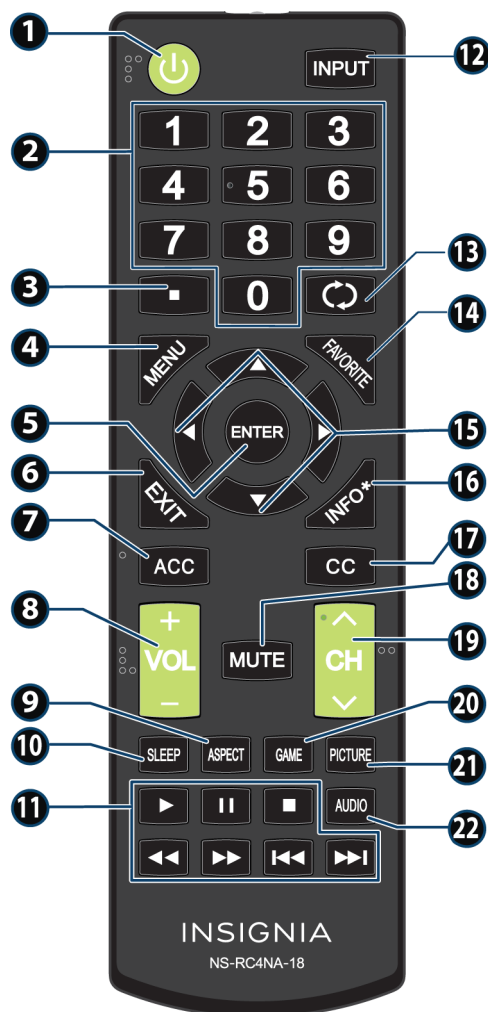 1
12
INPUT
2
1 2 3
4 5 6
7 8 9
3
0
13
4
MENU
FAVORITE
14
5
ENTER
15
6
EXIT
INFO*
16
7
ACC
CC
17
8
+
VOL
−
MUTE
18
CH
19
9
20
10
SLEEP
ASPECT
GAME
PICTURE
21
11
AUDIO
22
INSIGNIA
NS-RC4NA-18